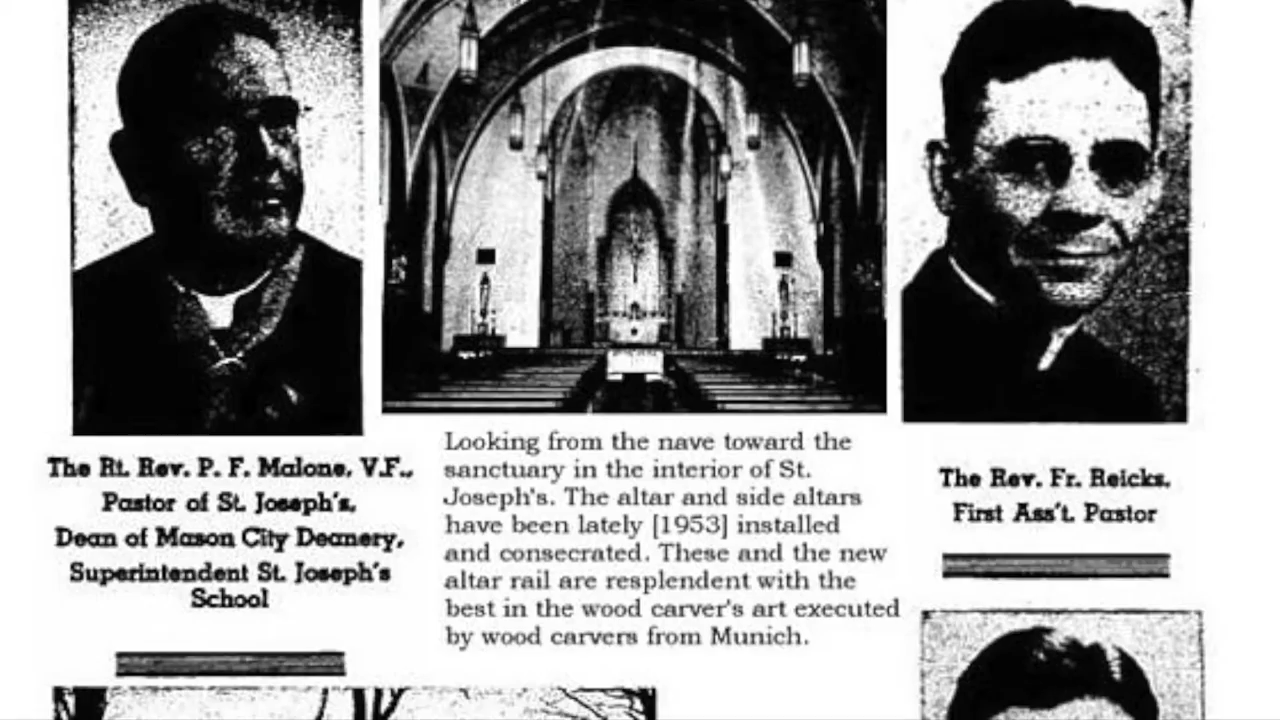 The Rt. Rev. P. F. Malone, V.F.,
Pastor of St. Joseph's,
Dean of Mason City Deanery,
Superintendent St. Joseph's
School
Looking from the nave toward the
sanctuary in the interior of St.
Joseph's. The altar and side altars
have been lately [1953] installed
and consecrated. These and the new
altar rail are resplendent with the
best in the wood carver's art executed
by wood carvers from Munich.
The Rev. Fr. Reicks,
First Ass't. Pastor